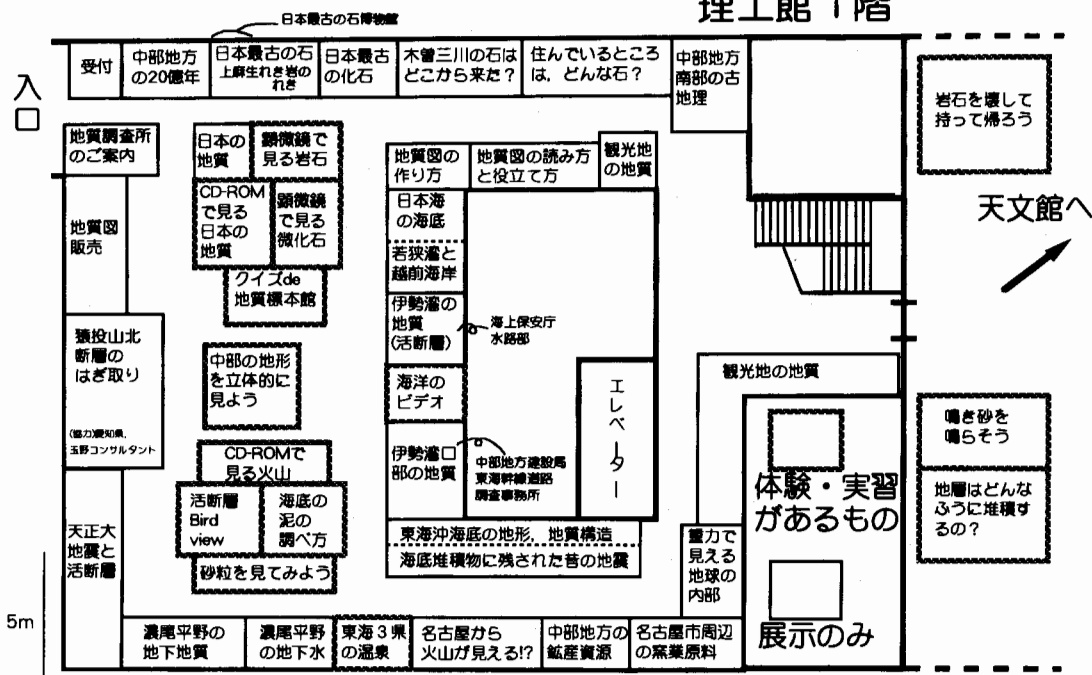 理工館1階
日本最古の石博物館
入口
受付
中部地方
の20億年
日本最古の石
上麻生れき岩の
れき
日本最古
の化石
木曽三川の石は
どこから来た?
住んでいるところ
は,どんな石?
中部地方
南部の古
地理
岩石を壊して
持って帰ろう
天文館へ
地質調査所
のご案内
日本の
地質
顕微鏡で
見る岩石
CD-ROM
で見る
日本の
地質
顕微鏡
で見る
微化石
クイズde
地質標本館
地質図
販売
地質図の
作り方
地質図の読み方
と役立て方
観光地
の地質
日本海
の海底
若狭湾と
越前海岸
伊勢湾の
地質
(活断層)
海上保安庁
水路部
海洋の
ビデオ
伊勢湾口
部の地質
中部地方建設局
東海幹線道路
調査事務所
エレベーター
猿投山北
断層の
はぎ取り
(協力)愛知県,
玉野コンサルタント
中部の地形
を立体的に
見よう
CD-ROMで
見る火山
活断層
Bird
view
海底の
泥の
調べ方
砂粒を見てみよう
天正大
地震と
活断層
東海沖海底の地形,地質構造
海底堆積物に残された昔の地震
観光地の地質
重力で
見える
地球の
内部
体験・実習
があるもの
展示のみ
鳴き砂を
鳴らそう
地層はどんな
ふうに堆積す
るの?
5m
濃尾平野の
地下地質
濃尾平野
の地下水
東海3県
の温泉
名古屋から
火山が見える!?
中部地方の
鉱産資源
名古屋市周辺
の窯業原料